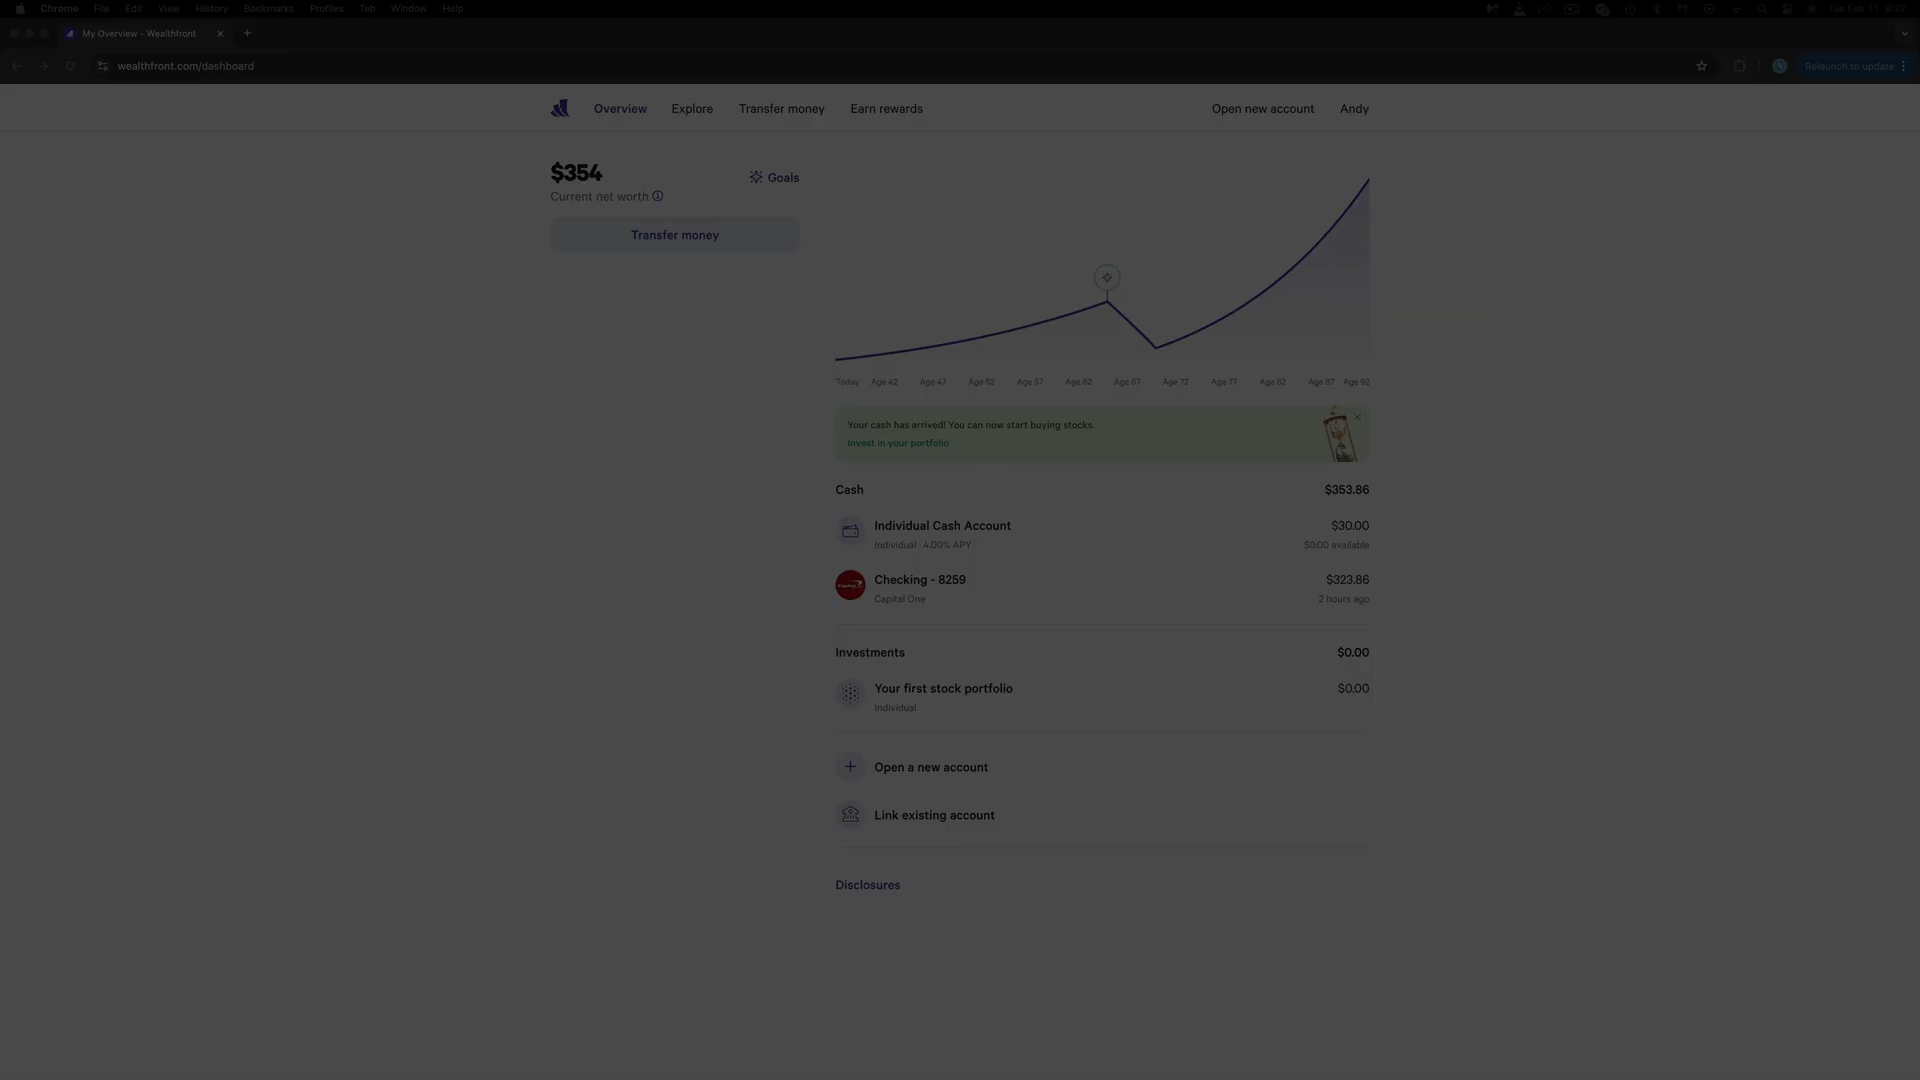 Chrome File Edit View History Bookmarks Profiles Tab Window Help
My Overview - Wealthfront
wealthfront.com/dashboard
Relaunch to update
Overview Explore Transfer money Earn rewards Open new account Andy
$354
Current net worth
Goals
Transfer money
Today Age 42 Age 47 Age 52 Age 57 Age 62 Age 67 Age 72 Age 77 Age 82 Age 87 Age 92
Your cash has arrived! You can now start buying stocks.
Invest in your portfolio
Cash $353.86
Individual Cash Account $30.00
Individual · 4.00% APY $0.00 available
Checking - 8259 $323.86
Capital One 2 hours ago
Investments $0.00
Your first stock portfolio $0.00
Individual
Open a new account
Link existing account
Disclosures